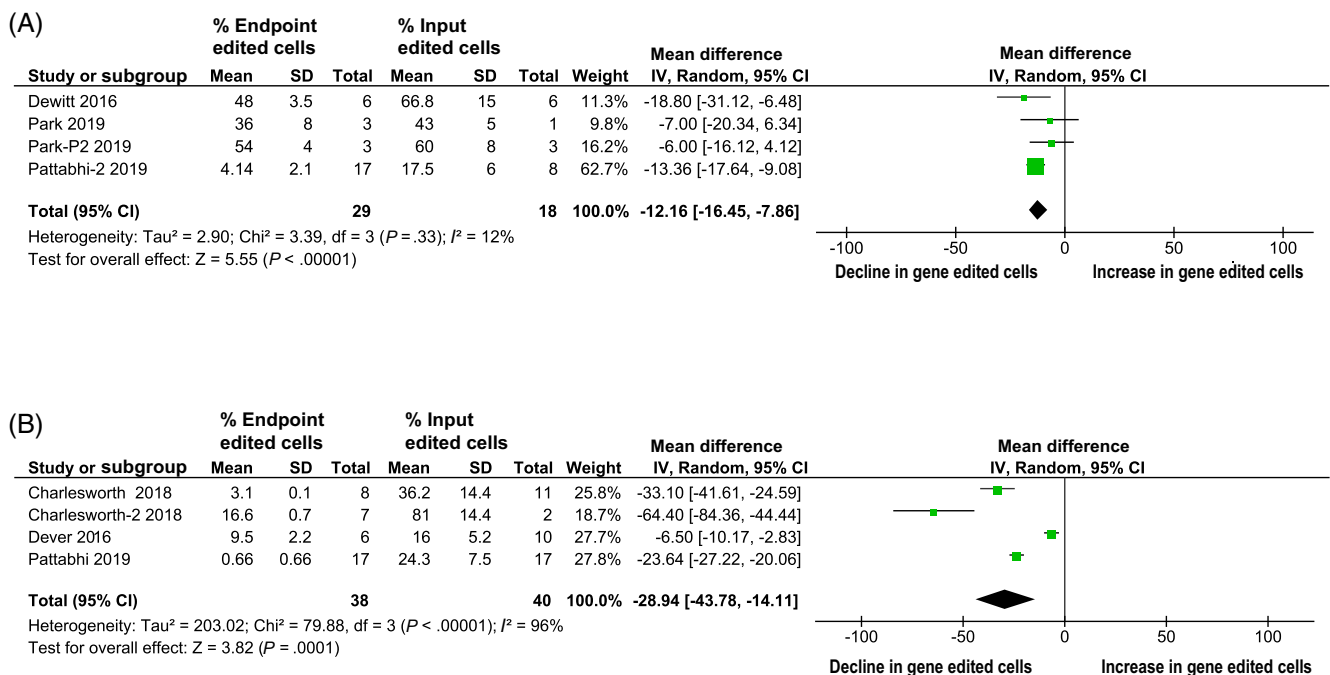 (A)
% Endpoint edited cells % Input edited cells Mean difference Mean difference
Study or subgroup Mean SD Total Mean SD Total Weight IV, Random, 95% CI IV, Random, 95% CI
Dewitt 2016 48 3.5 6 66.8 15 6 11.3% -18.80 [-31.12, -6.48]
Park 2019 36 8 3 43 5 1 9.8% -7.00 [-20.34, 6.34]
Park-P2 2019 54 4 3 60 8 3 16.2% -6.00 [-16.12, 4.12]
Pattabhi-2 2019 4.14 2.1 17 17.5 6 8 62.7% -13.36 [-17.64, -9.08]
Total (95% CI) 29 18 100.0% -12.16 [-16.45, -7.86]
Heterogeneity: Tau² = 2.90; Chi² = 3.39, df = 3 (P = .33); I² = 12%
Test for overall effect: Z = 5.55 (P < .00001)
-100 -50 0 50 100
Decline in gene edited cells Increase in gene edited cells
(B)
% Endpoint edited cells % Input edited cells Mean difference Mean difference
Study or subgroup Mean SD Total Mean SD Total Weight IV, Random, 95% CI IV, Random, 95% CI
Charlesworth 2018 3.1 0.1 8 36.2 14.4 11 25.8% -33.10 [-41.61, -24.59]
Charlesworth-2 2018 16.6 0.7 7 81 14.4 2 18.7% -64.40 [-84.36, -44.44]
Dever 2016 9.5 2.2 6 16 5.2 10 27.7% -6.50 [-10.17, -2.83]
Pattabhi 2019 0.66 0.66 17 24.3 7.5 17 27.8% -23.64 [-27.22, -20.06]
Total (95% CI) 38 40 100.0% -28.94 [-43.78, -14.11]
Heterogeneity: Tau² = 203.02; Chi² = 79.88, df = 3 (P < .00001); I² = 96%
Test for overall effect: Z = 3.82 (P = .0001)
-100 -50 0 50 100
Decline in gene edited cells Increase in gene edited cells